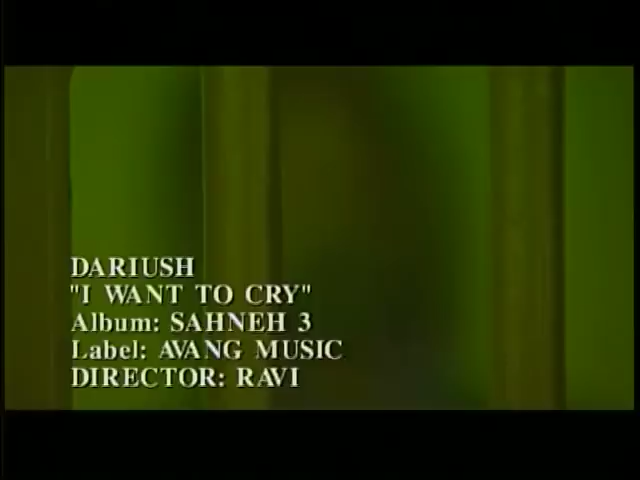 DARIUSH
"I WANT TO CRY"
Album: SAHNEH 3
Label: AVANG MUSIC
DIRECTOR: RAVI